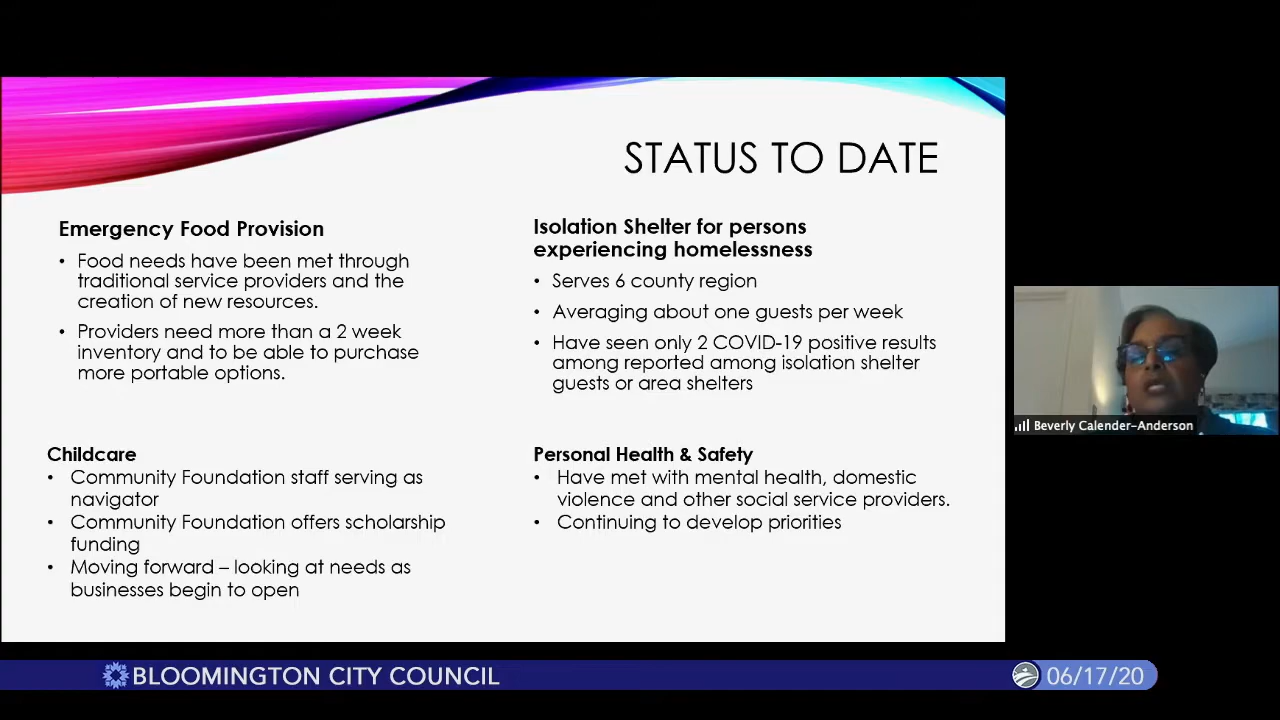 STATUS TO DATE
Emergency Food Provision
• Food needs have been met through
traditional service providers and the
creation of new resources.
• Providers need more than a 2 week
inventory and to be able to purchase
more portable options.
Isolation Shelter for persons
experiencing homelessness
• Serves 6 county region
• Averaging about one guests per week
• Have seen only 2 COVID-19 positive results
among reported among isolation shelter
guests or area shelters
Childcare
• Community Foundation staff serving as
navigator
• Community Foundation offers scholarship
funding
• Moving forward – looking at needs as
businesses begin to open
Personal Health & Safety
• Have met with mental health, domestic
violence and other social service providers.
• Continuing to develop priorities
Beverly Calender-Anderson
BLOOMINGTON CITY COUNCIL
06/17/20